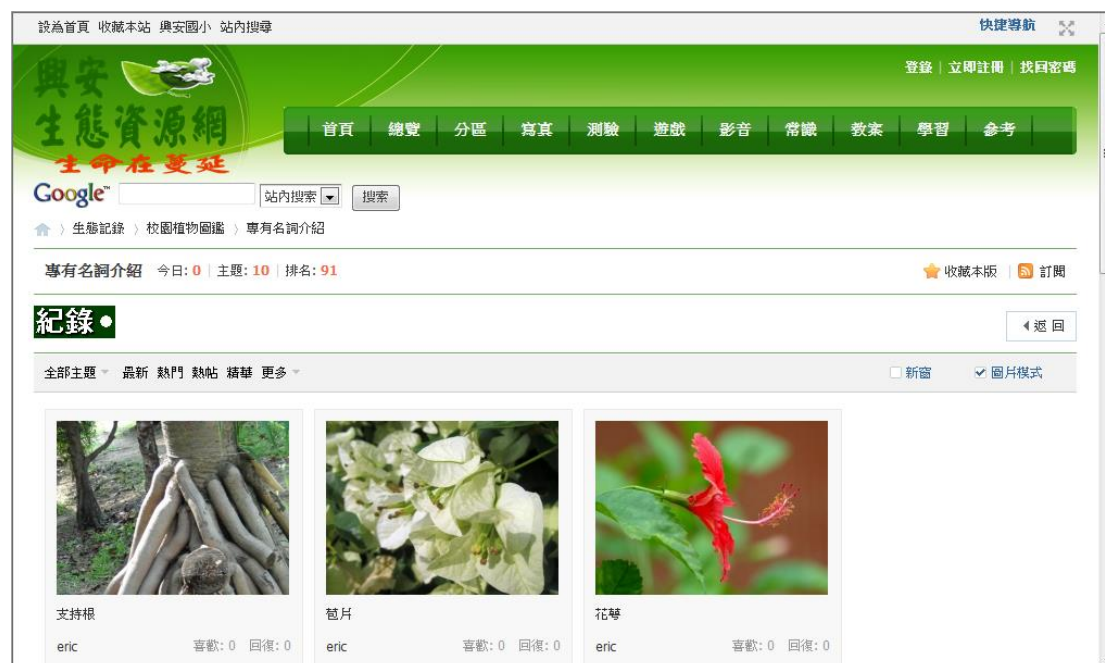 設為首頁 收藏本站 興安國小 站內搜尋 快捷導航
登錄 | 立即註冊 | 找回密碼
興安
生態資源網
生命在蔓延
首頁 總覽 分區 寫真 測驗 遊戲 影音 常識 教案 學習 參考
Google™ 站內搜索 搜索
生態記錄 〉 校園植物圖鑑 〉 專有名詞介紹
專有名詞介紹 今日: 0 | 主題: 10 | 排名: 91 收藏本版 | 訂閱
紀錄• 返回
全部主題 最新 熱門 熱帖 精華 更多 新窗 圖片模式
支持根 苞片 花萼
eric 喜歡: 0 回復: 0 eric 喜歡: 0 回復: 0 eric 喜歡: 0 回復: 0